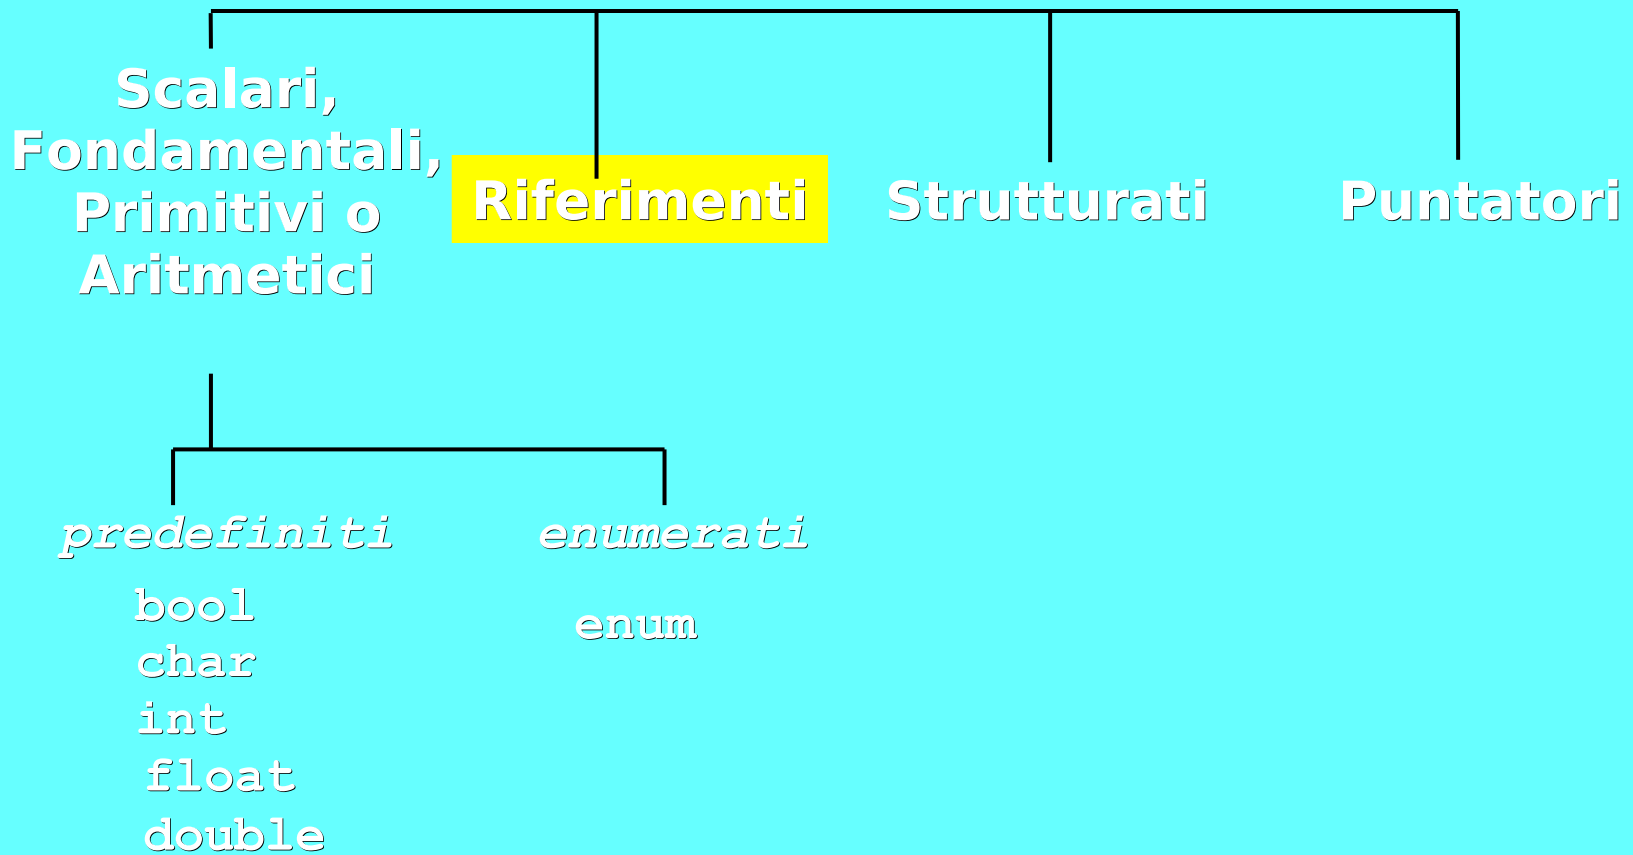 Scalari,
Fondamentali,
Primitivi o
Aritmetici
Riferimenti
Strutturati
Puntatori
predefiniti
enumerati
bool
enum
char
int
float
double